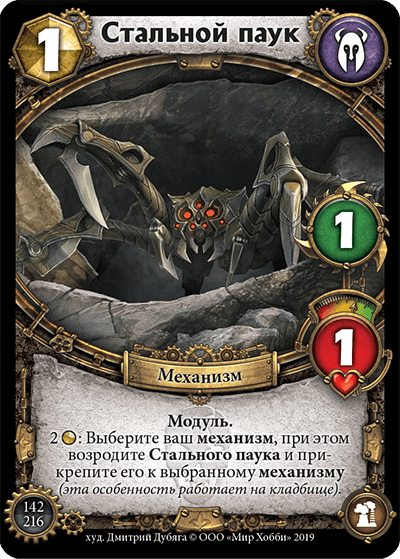 1
Стальной паук
1
1
Механизм
Модуль.
2 : Выберите ваш механизм, при этом
возродите Стального паука и при-
крепите его к выбранному механизму
(эта особенность работает на кладбище).
142
216
худ. Дмитрий Дубяга © ООО «Мир Хобби» 2019